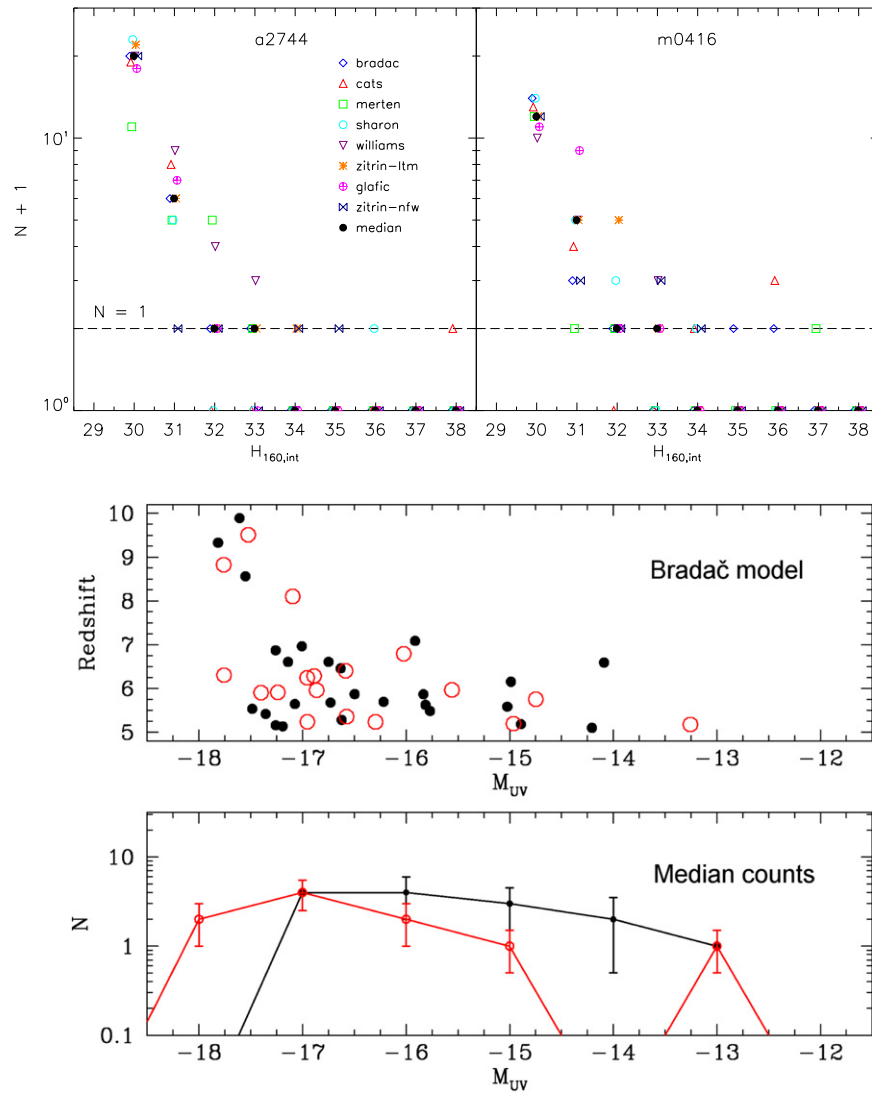 a2744
m0416
bradac
cats
merten
sharon
williams
zitrin-ltm
glafic
zitrin-nfw
median
N + 1
10¹
10⁰
N = 1
29 30 31 32 33 34 35 36 37 38
29 30 31 32 33 34 35 36 37 38
H160,int
H160,int
Bradač model
Redshift
10
9
8
7
6
5
−18 −17 −16 −15 −14 −13 −12
MUV
Median counts
N
10
1
0.1
−18 −17 −16 −15 −14 −13 −12
MUV